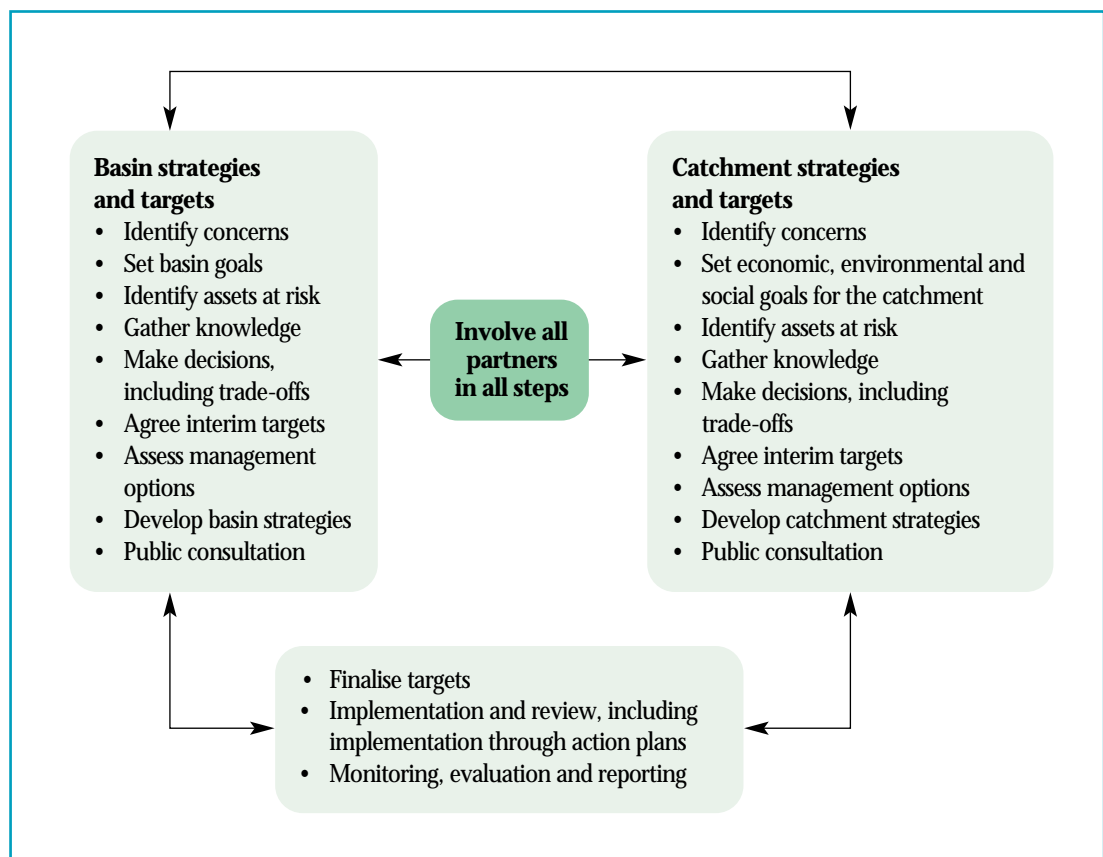 Basin strategies
and targets
• Identify concerns
• Set basin goals
• Identify assets at risk
• Gather knowledge
• Make decisions,
including trade-offs
• Agree interim targets
• Assess management
options
• Develop basin strategies
• Public consultation
Involve all
partners
in all steps
Catchment strategies
and targets
• Identify concerns
• Set economic, environmental and
social goals for the catchment
• Identify assets at risk
• Gather knowledge
• Make decisions, including
trade-offs
• Agree interim targets
• Assess management options
• Develop catchment strategies
• Public consultation
• Finalise targets
• Implementation and review, including
implementation through action plans
• Monitoring, evaluation and reporting